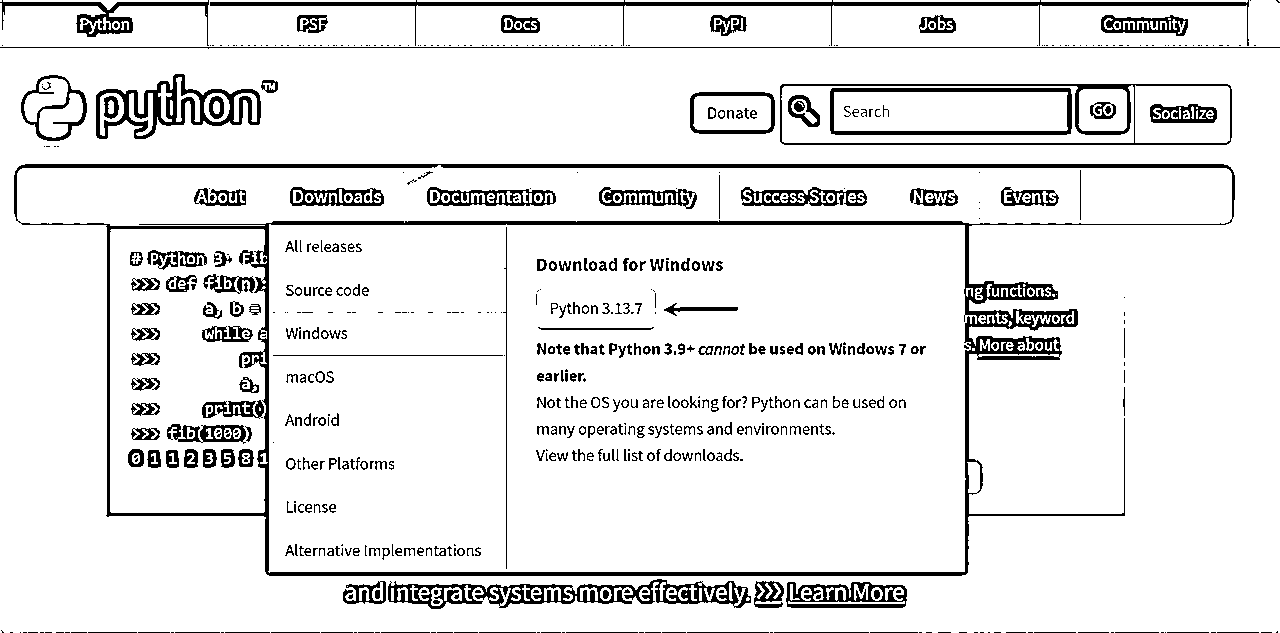 Python
PSF
Docs
PyPI
Jobs
Community
python™
Donate
Search
GO
Socialize
About
Downloads
Documentation
Community
Success Stories
News
Events
# Python 3: Fib
>>> def fib(n):
>>> a, b =
>>> while a
>>> pri
>>> a,
>>> print()
>>> fib(1000)
0 1 1 2 3 5 8 1
All releases
Source code
Windows
macOS
Android
Other Platforms
License
Alternative Implementations
Download for Windows
Python 3.13.7
Note that Python 3.9+ cannot be used on Windows 7 or
earlier.
Not the OS you are looking for? Python can be used on
many operating systems and environments.
View the full list of downloads.
ng functions.
ments, keyword
s. More about
and integrate systems more effectively. >>> Learn More